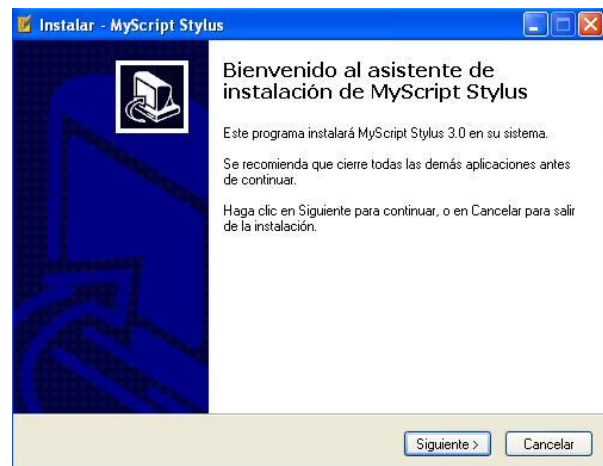 Instalar - MyScript Stylus
Bienvenido al asistente de
instalación de MyScript Stylus
Este programa instalará MyScript Stylus 3.0 en su sistema.
Se recomienda que cierre todas las demás aplicaciones antes
de continuar.
Haga clic en Siguiente para continuar, o en Cancelar para salir
de la instalación.
Siguiente >
Cancelar